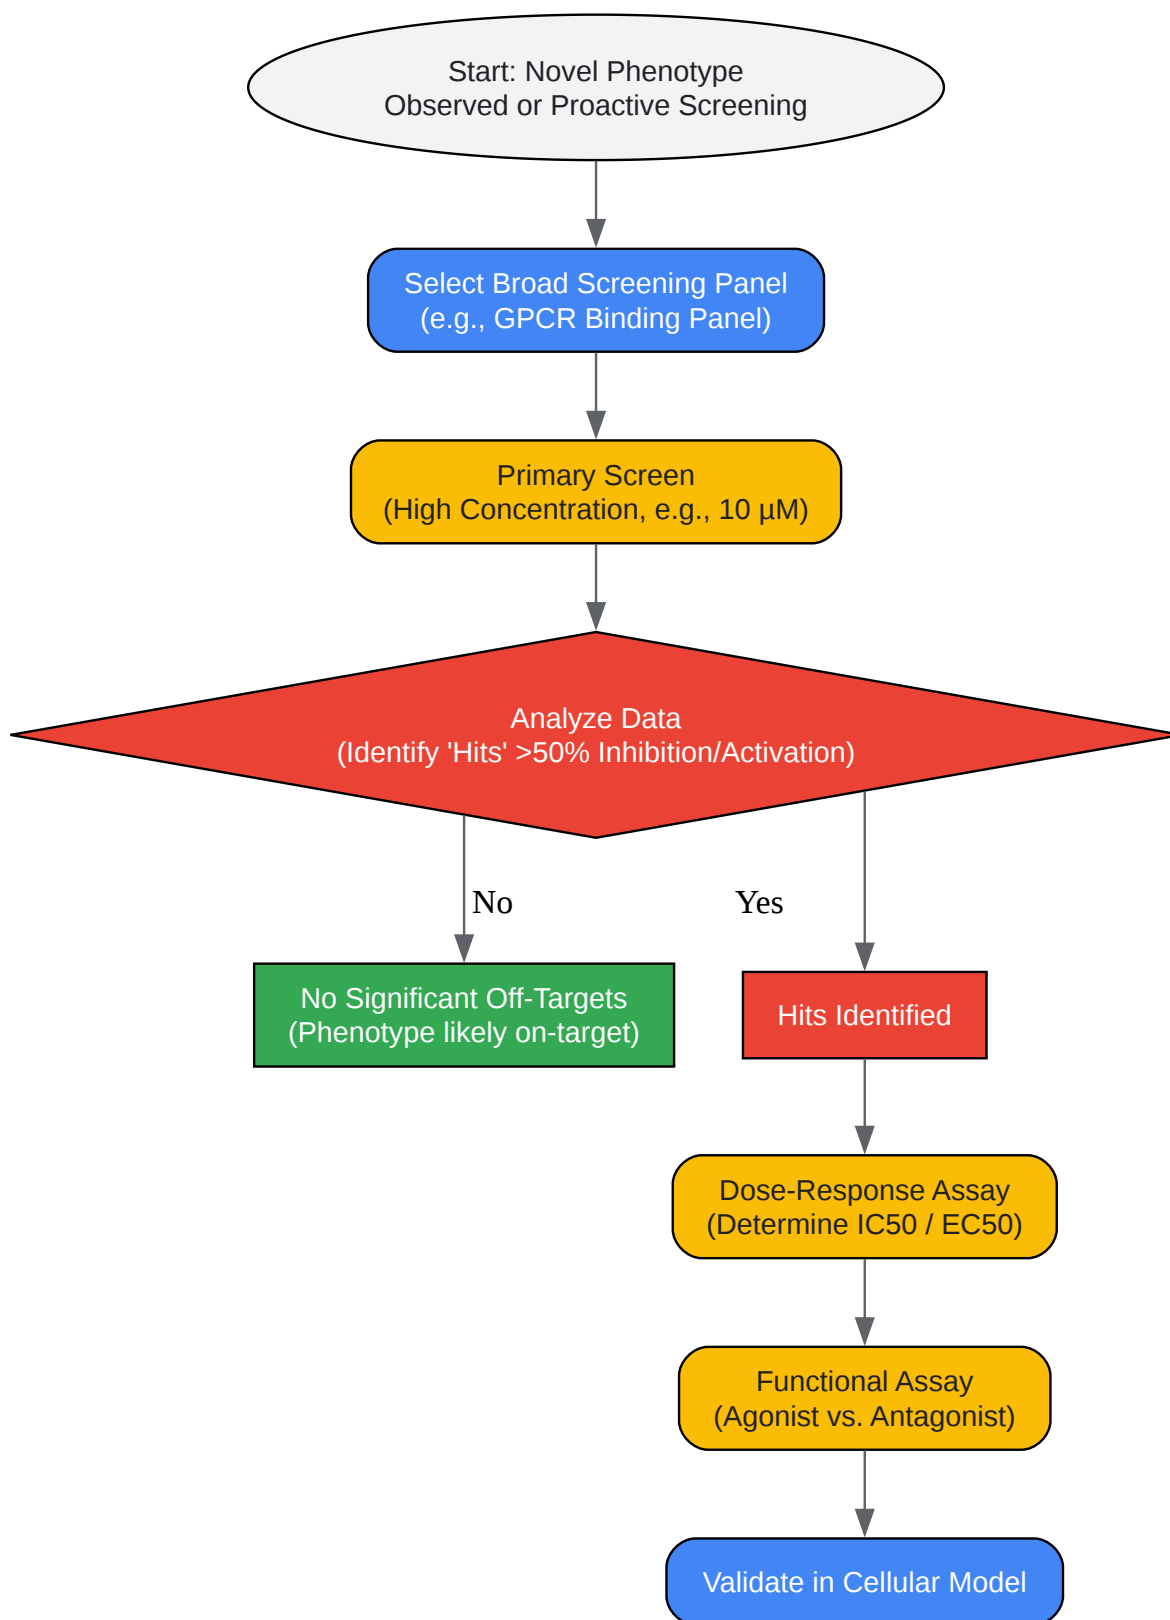 Start: Novel Phenotype
Observed or Proactive Screening
Select Broad Screening Panel
(e.g., GPCR Binding Panel)
Primary Screen
(High Concentration, e.g., 10 µM)
Analyze Data
(Identify 'Hits' >50% Inhibition/Activation)
No
Yes
No Significant Off-Targets
(Phenotype likely on-target)
Hits Identified
Dose-Response Assay
(Determine IC50 / EC50)
Functional Assay
(Agonist vs. Antagonist)
Validate in Cellular Model